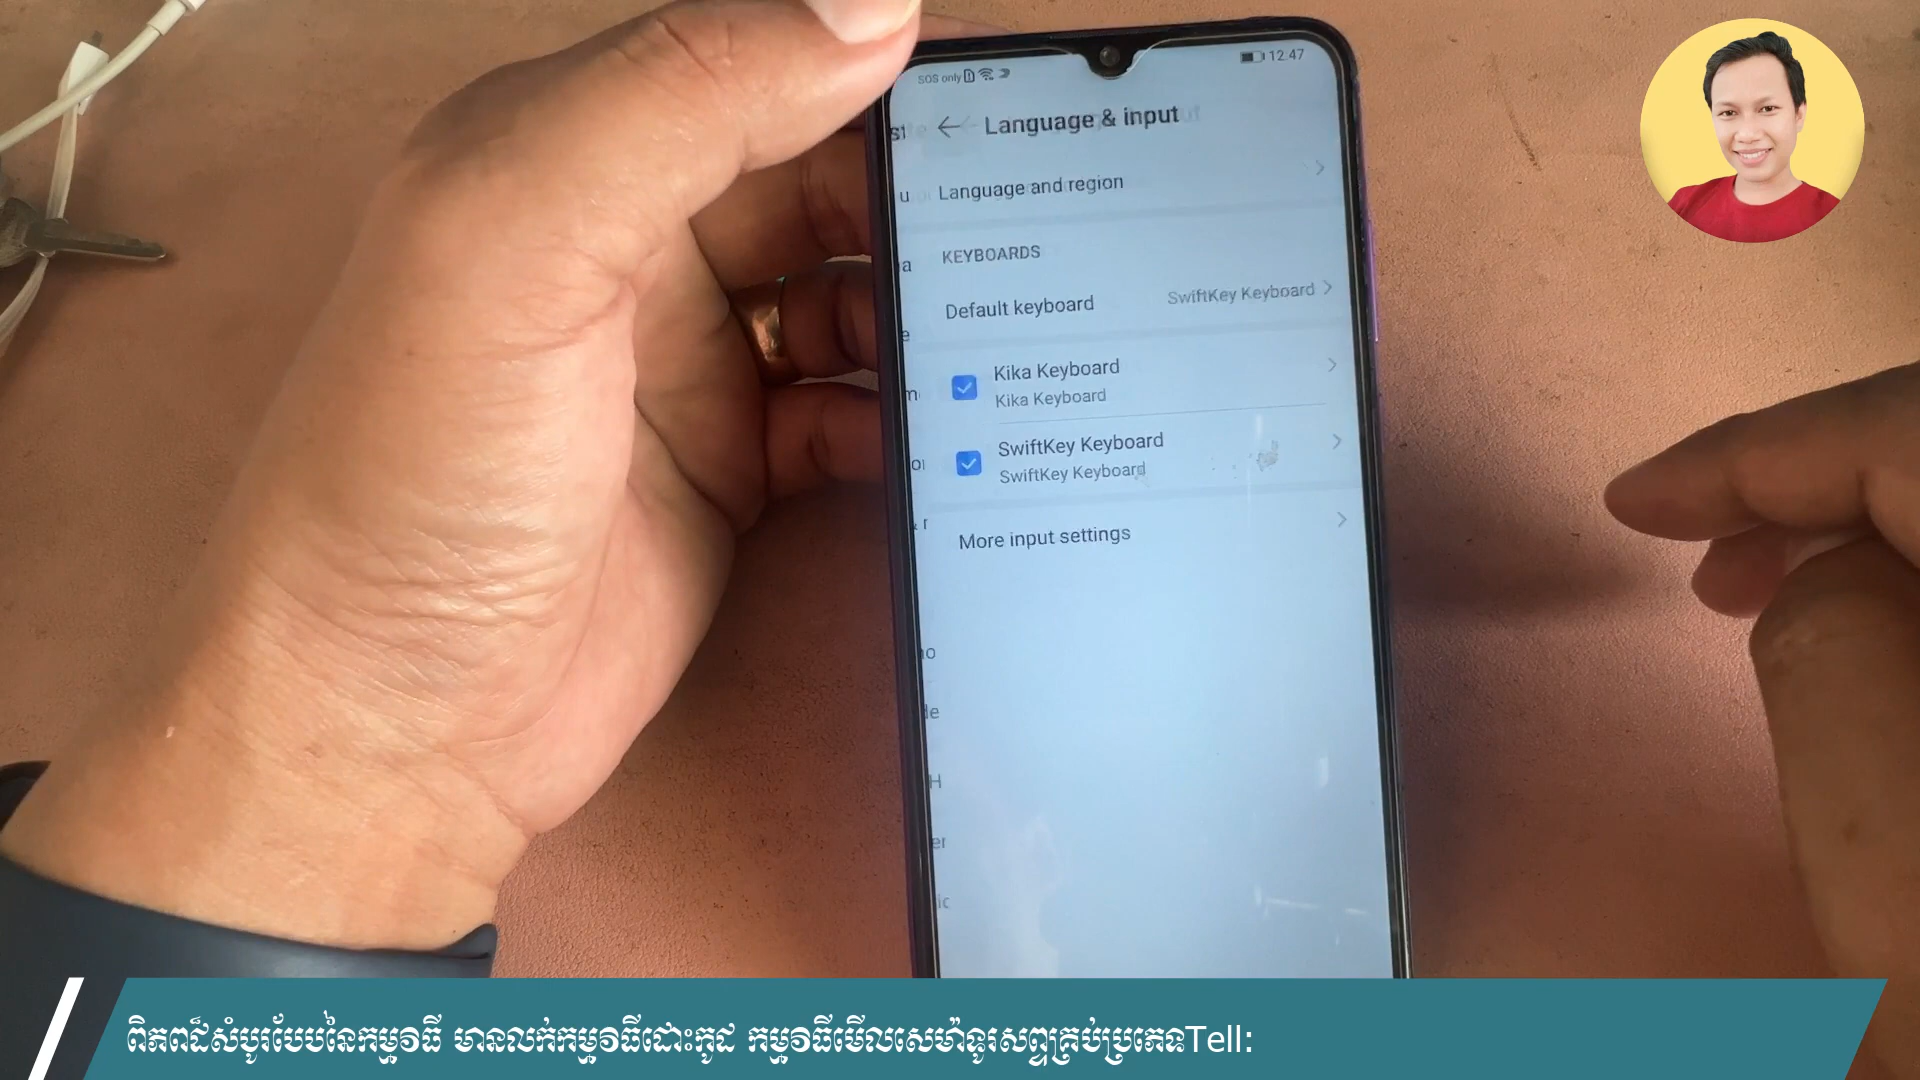 SOS only
12:47
Language & input
Language and region
KEYBOARDS
Default keyboard SwiftKey Keyboard
Kika Keyboard
Kika Keyboard
SwiftKey Keyboard
SwiftKey Keyboard
More input settings
ពិភពដ៏សំបូរបែបនៃកម្មវិធី មានលក់កម្មវិធីដោះកូដ កម្មវិធីមើលសេម៉ាទូរសព្ទគ្រប់ប្រភេទTell: